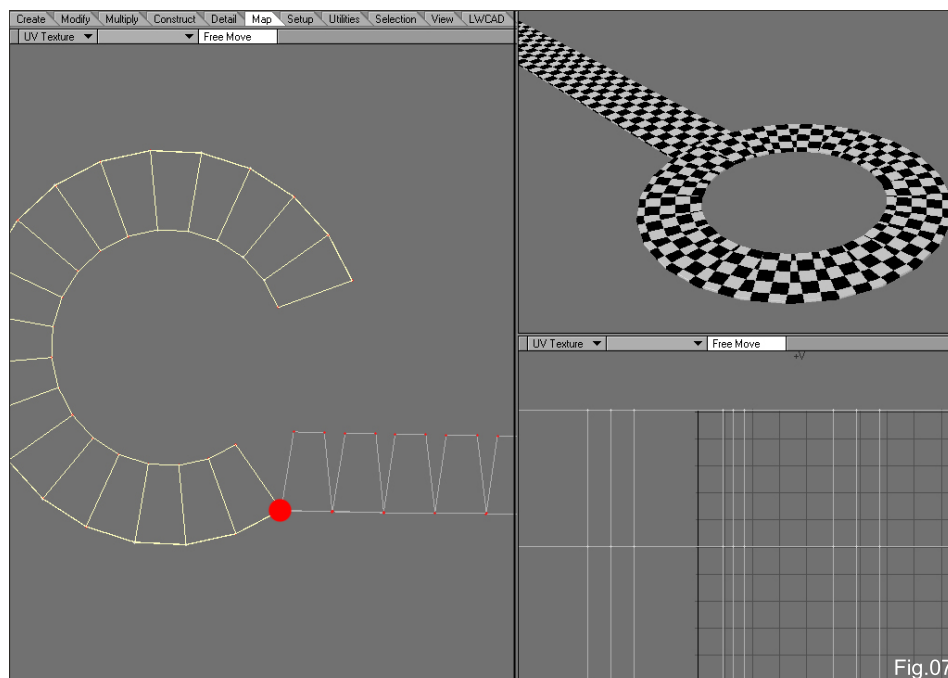 Create Modify Multiply Construct Detail Map Setup Utilities Selection View LWCAD
UV Texture Free Move
UV Texture Free Move
+V
Fig.07